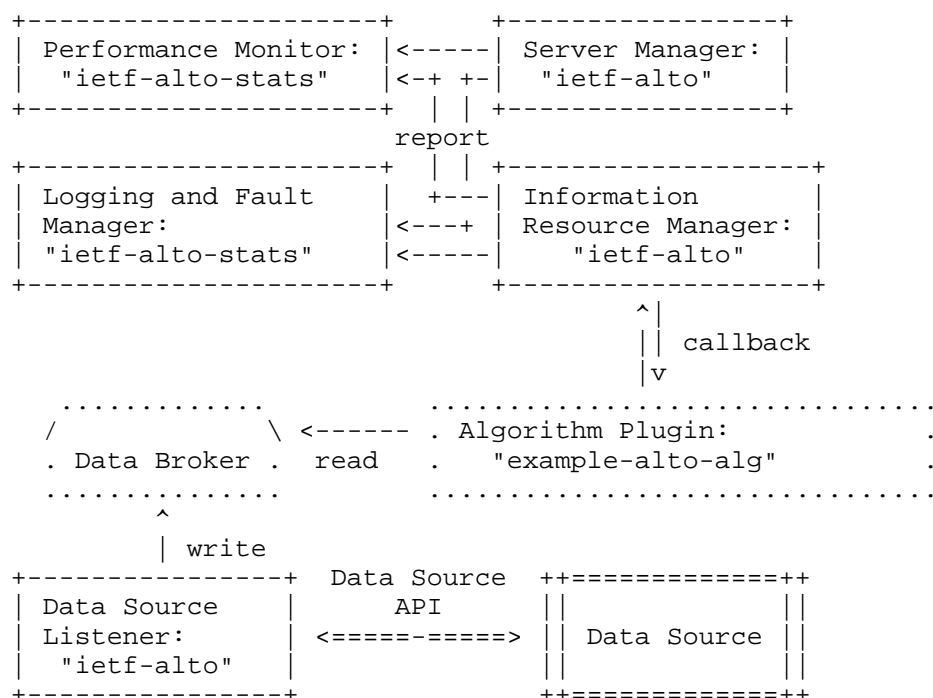 Performance Monitor: Server Manager:
"ietf-alto-stats" "ietf-alto"
report
Logging and Fault Information
Manager: Resource Manager:
"ietf-alto-stats" "ietf-alto"
callback
Algorithm Plugin:
Data Broker read "example-alto-alg"
write
Data Source
Data Source API
Listener: Data Source
"ietf-alto"